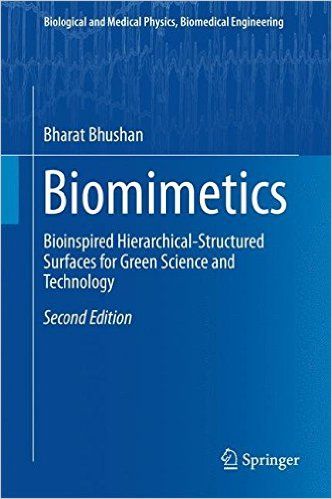 Biological and Medical Physics, Biomedical Engineering
Bharat Bhushan
Biomimetics
Bioinspired Hierarchical-Structured
Surfaces for Green Science and
Technology
Second Edition
Springer